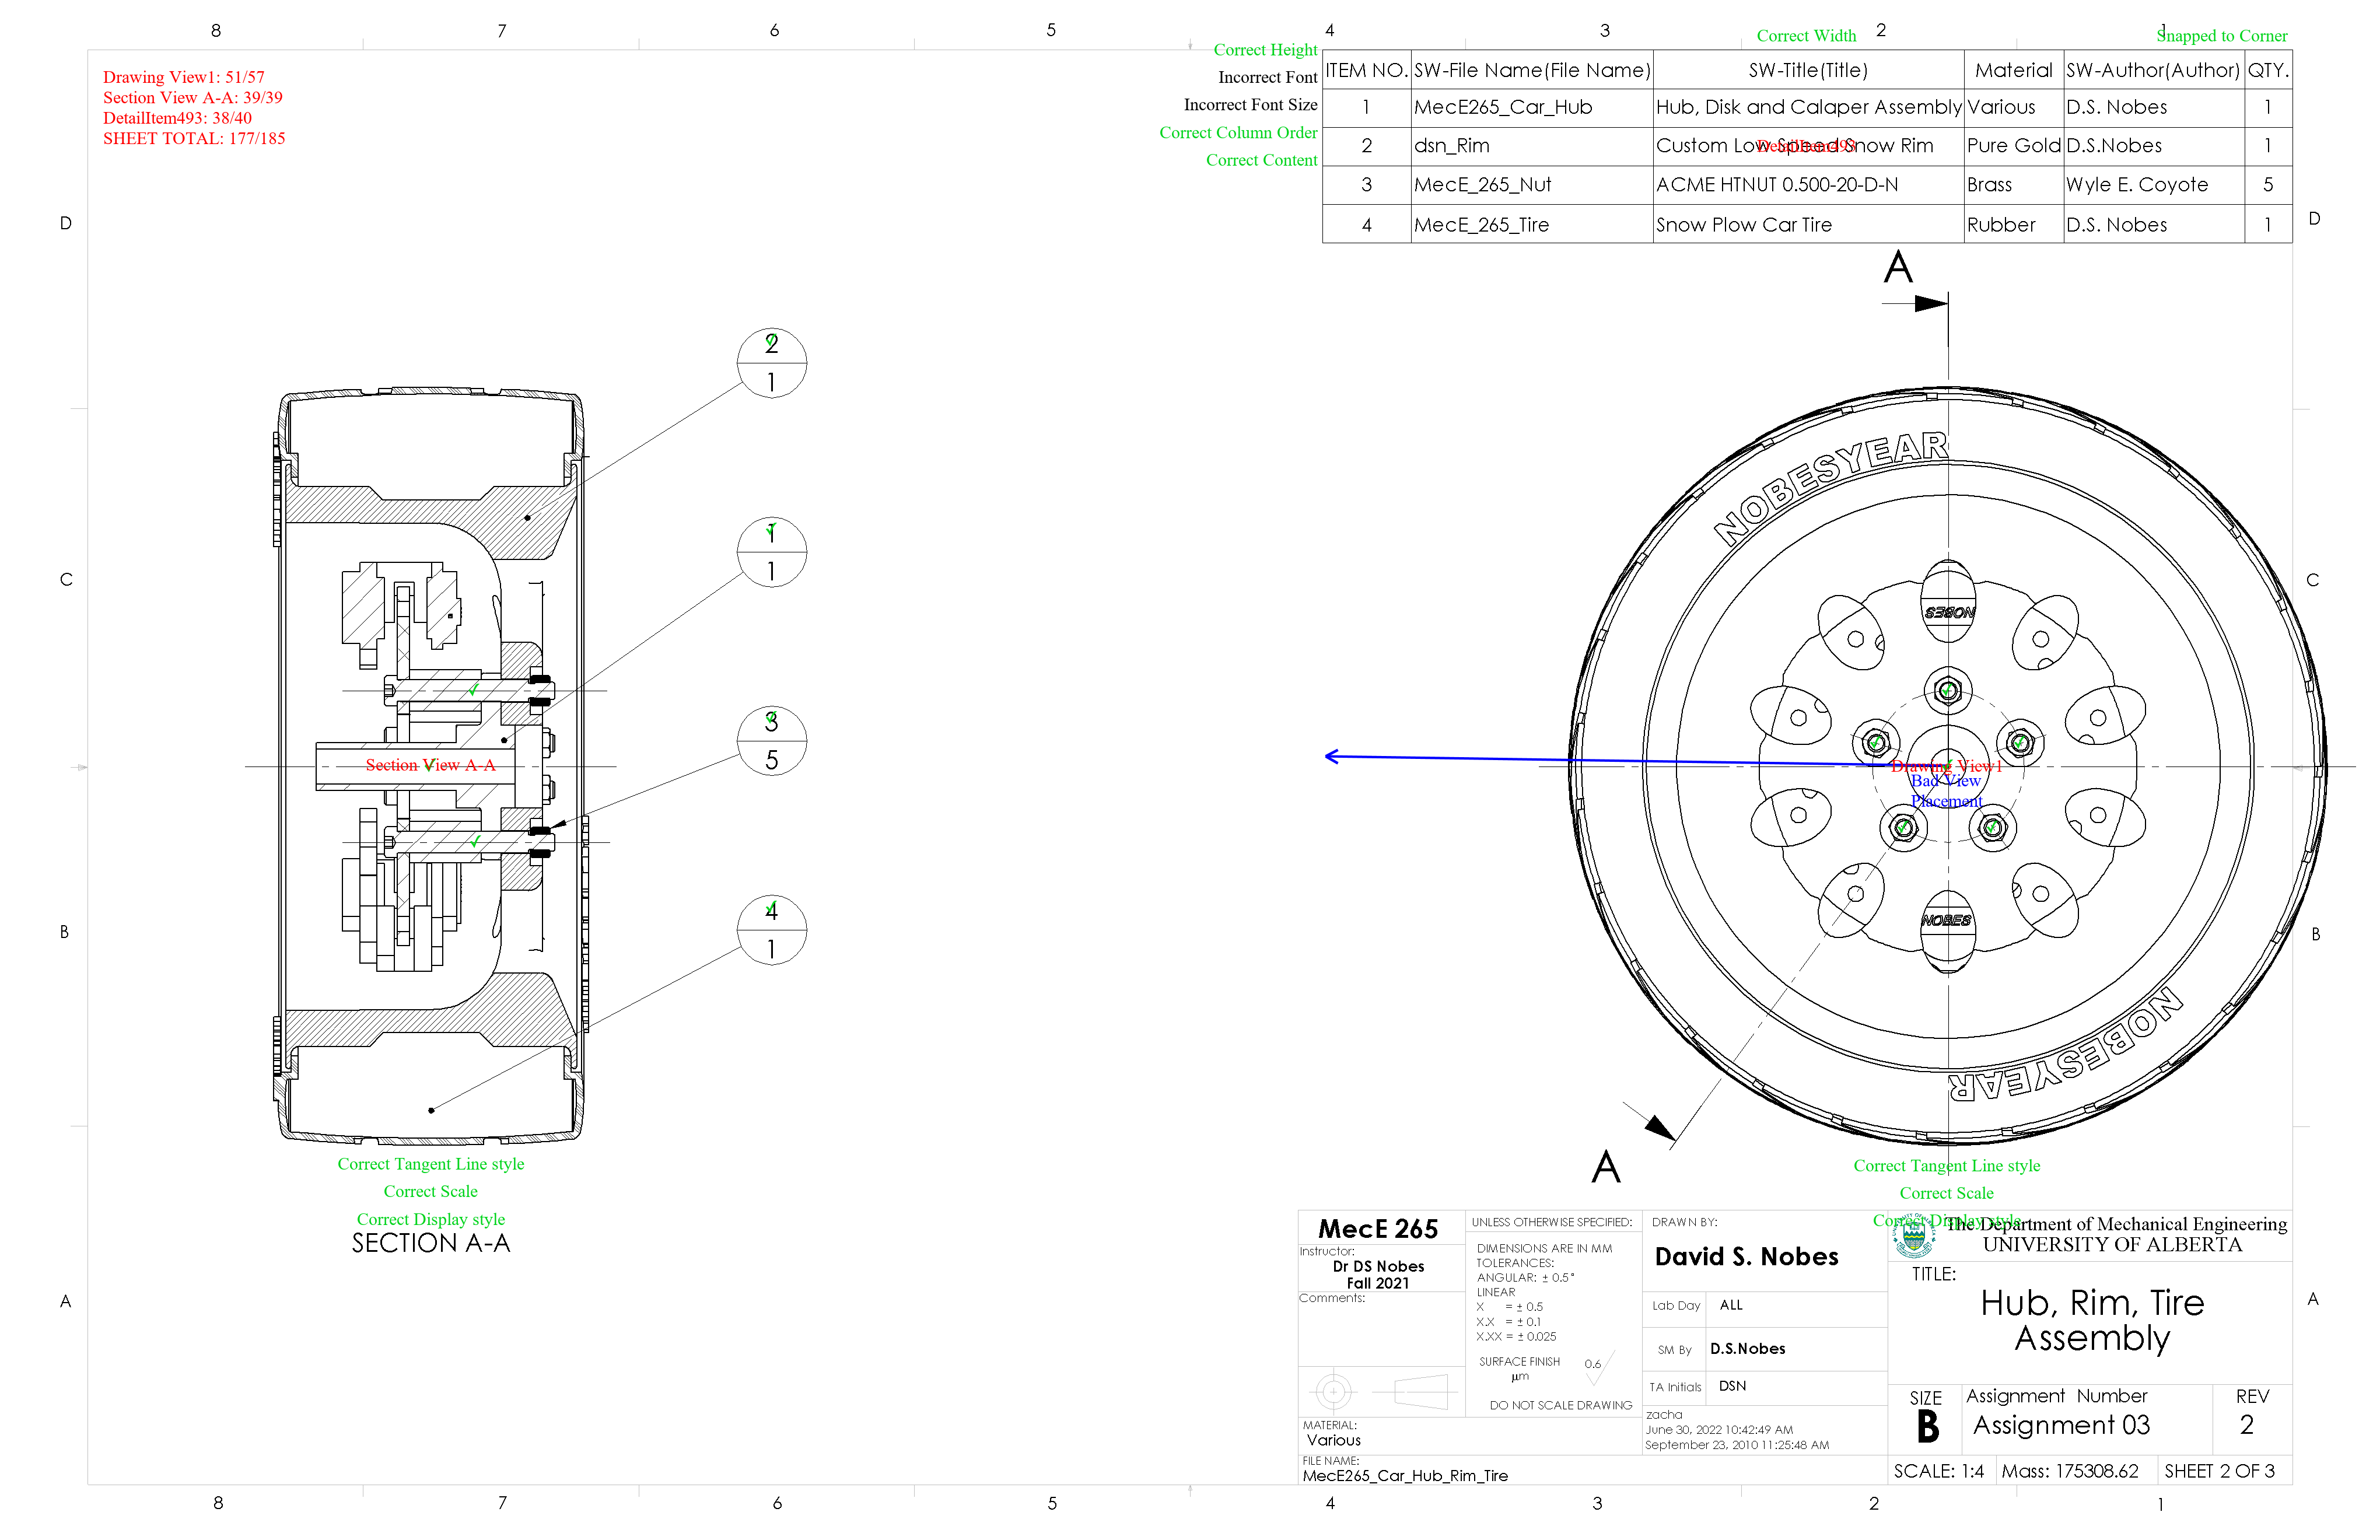 8 7 6 5 4 3 2 1
Drawing View1: 51/57
Section View A-A: 39/39
DetailItem493: 38/40
SHEET TOTAL: 177/185
Correct Height
Incorrect Font
Incorrect Font Size
Correct Column Order
Correct Content
Correct Width
Snapped to Corner
ITEM NO. SW-File Name(File Name) SW-Title(Title) Material SW-Author(Author) QTY.
1 MecE265_Car_Hub Hub, Disk and Calaper Assembly Various D.S. Nobes 1
2 dsn_Rim Custom Low Speed Snow Rim Pure Gold D.S.Nobes 1
DetailItem493
3 MecE_265_Nut ACME HTNUT 0.500-20-D-N Brass Wyle E. Coyote 5
4 MecE_265_Tire Snow Plow Car Tire Rubber D.S. Nobes 1
D D
C C
B B
A A
2
1
1
1
3
5
4
1
Section View A-A
Correct Tangent Line style
Correct Scale
Correct Display style
SECTION A-A
A
NOBESYEAR
NOBES
Drawing View1
Bad View
Placement
NOBES
NOBESYEAR
A
Correct Tangent Line style
Correct Scale
Correct Display style
MecE 265
Instructor:
Dr DS Nobes
Fall 2021
Comments:
UNLESS OTHERWISE SPECIFIED:
DIMENSIONS ARE IN MM
TOLERANCES:
ANGULAR: ± 0.5°
LINEAR
X = ± 0.5
X.X = ± 0.1
X.XX = ± 0.025
SURFACE FINISH 0.6
µm
DO NOT SCALE DRAWING
MATERIAL:
Various
FILE NAME:
MecE265_Car_Hub_Rim_Tire
DRAWN BY:
David S. Nobes
Lab Day ALL
SM By D.S.Nobes
TA Initials DSN
zacha
June 30, 2022 10:42:49 AM
September 23, 2010 11:25:48 AM
The Department of Mechanical Engineering
UNIVERSITY OF ALBERTA
TITLE:
Hub, Rim, Tire
Assembly
SIZE
B
Assignment Number
Assignment 03
REV
2
SCALE: 1:4 Mass: 175308.62 SHEET 2 OF 3
8 7 6 5 4 3 2 1